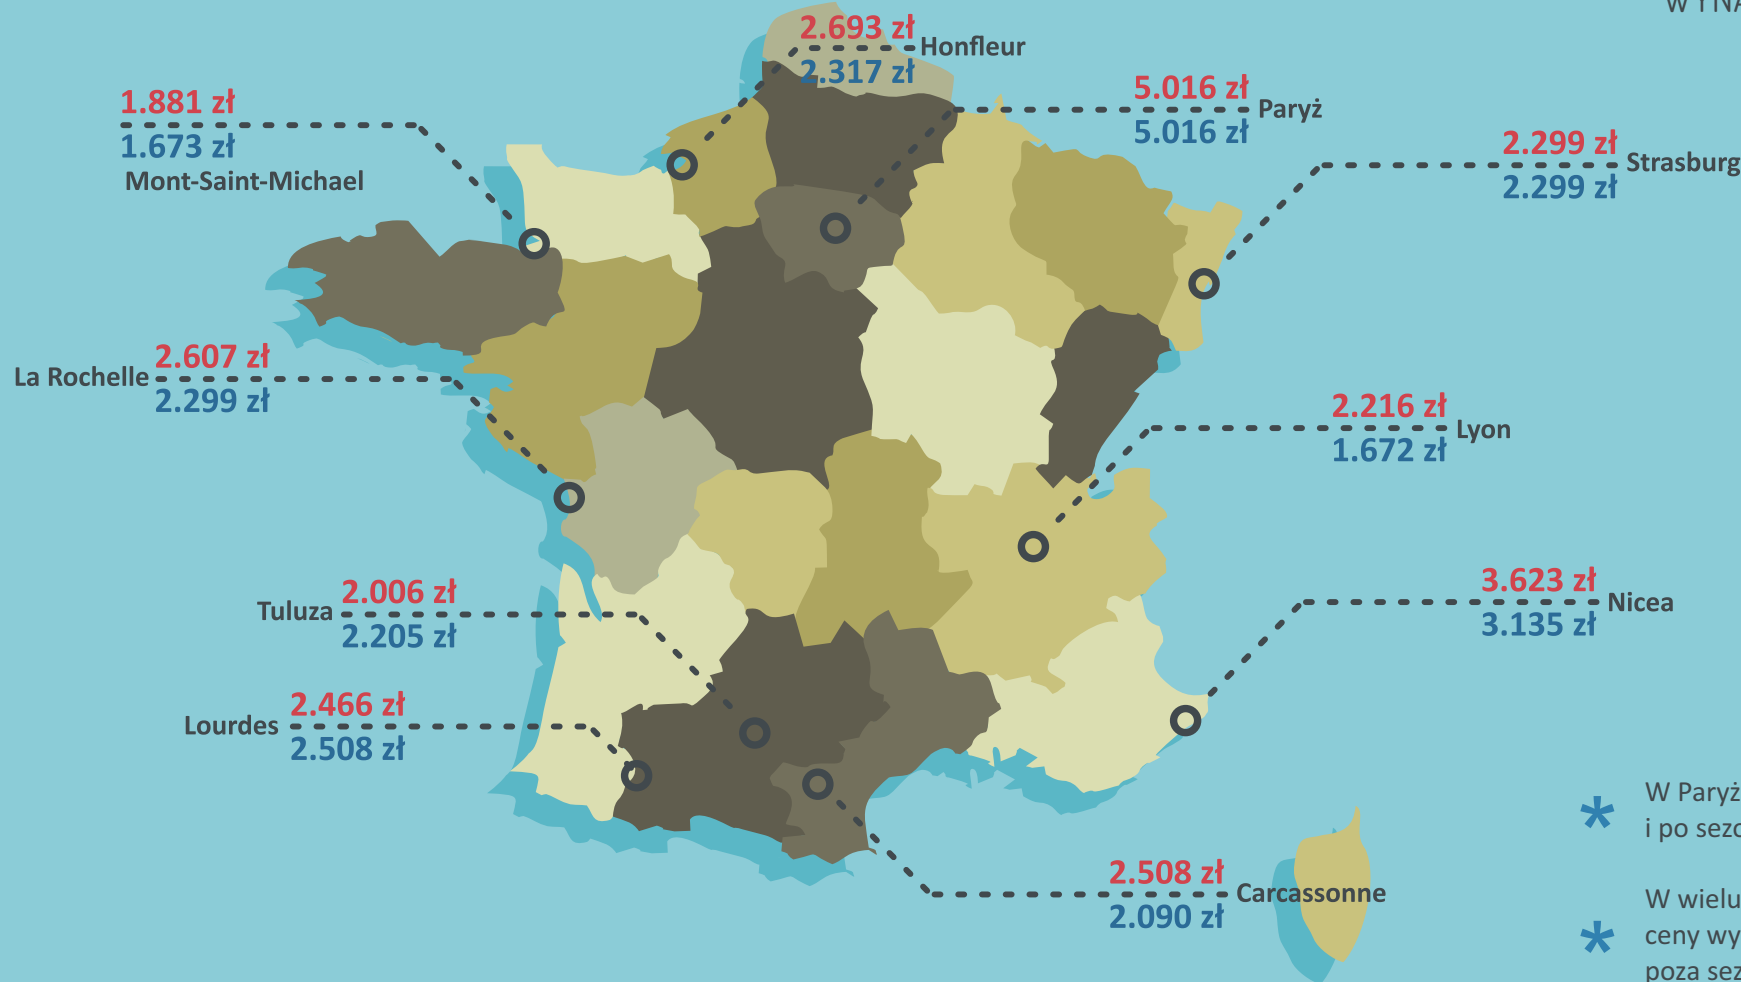 WYNA
2.693 zł
Honfleur
2.317 zł
5.016 zł
Paryż
5.016 zł
1.881 zł
1.673 zł
Mont-Saint-Michael
2.299 zł
Strasburg
2.299 zł
2.607 zł
La Rochelle
2.299 zł
2.216 zł
Lyon
1.672 zł
3.623 zł
Nicea
3.135 zł
2.006 zł
Tuluza
2.205 zł
2.466 zł
Lourdes
2.508 zł
* W Paryż
i po sezo
2.508 zł
Carcassonne
2.090 zł
* W wielu
ceny wy
poza sez